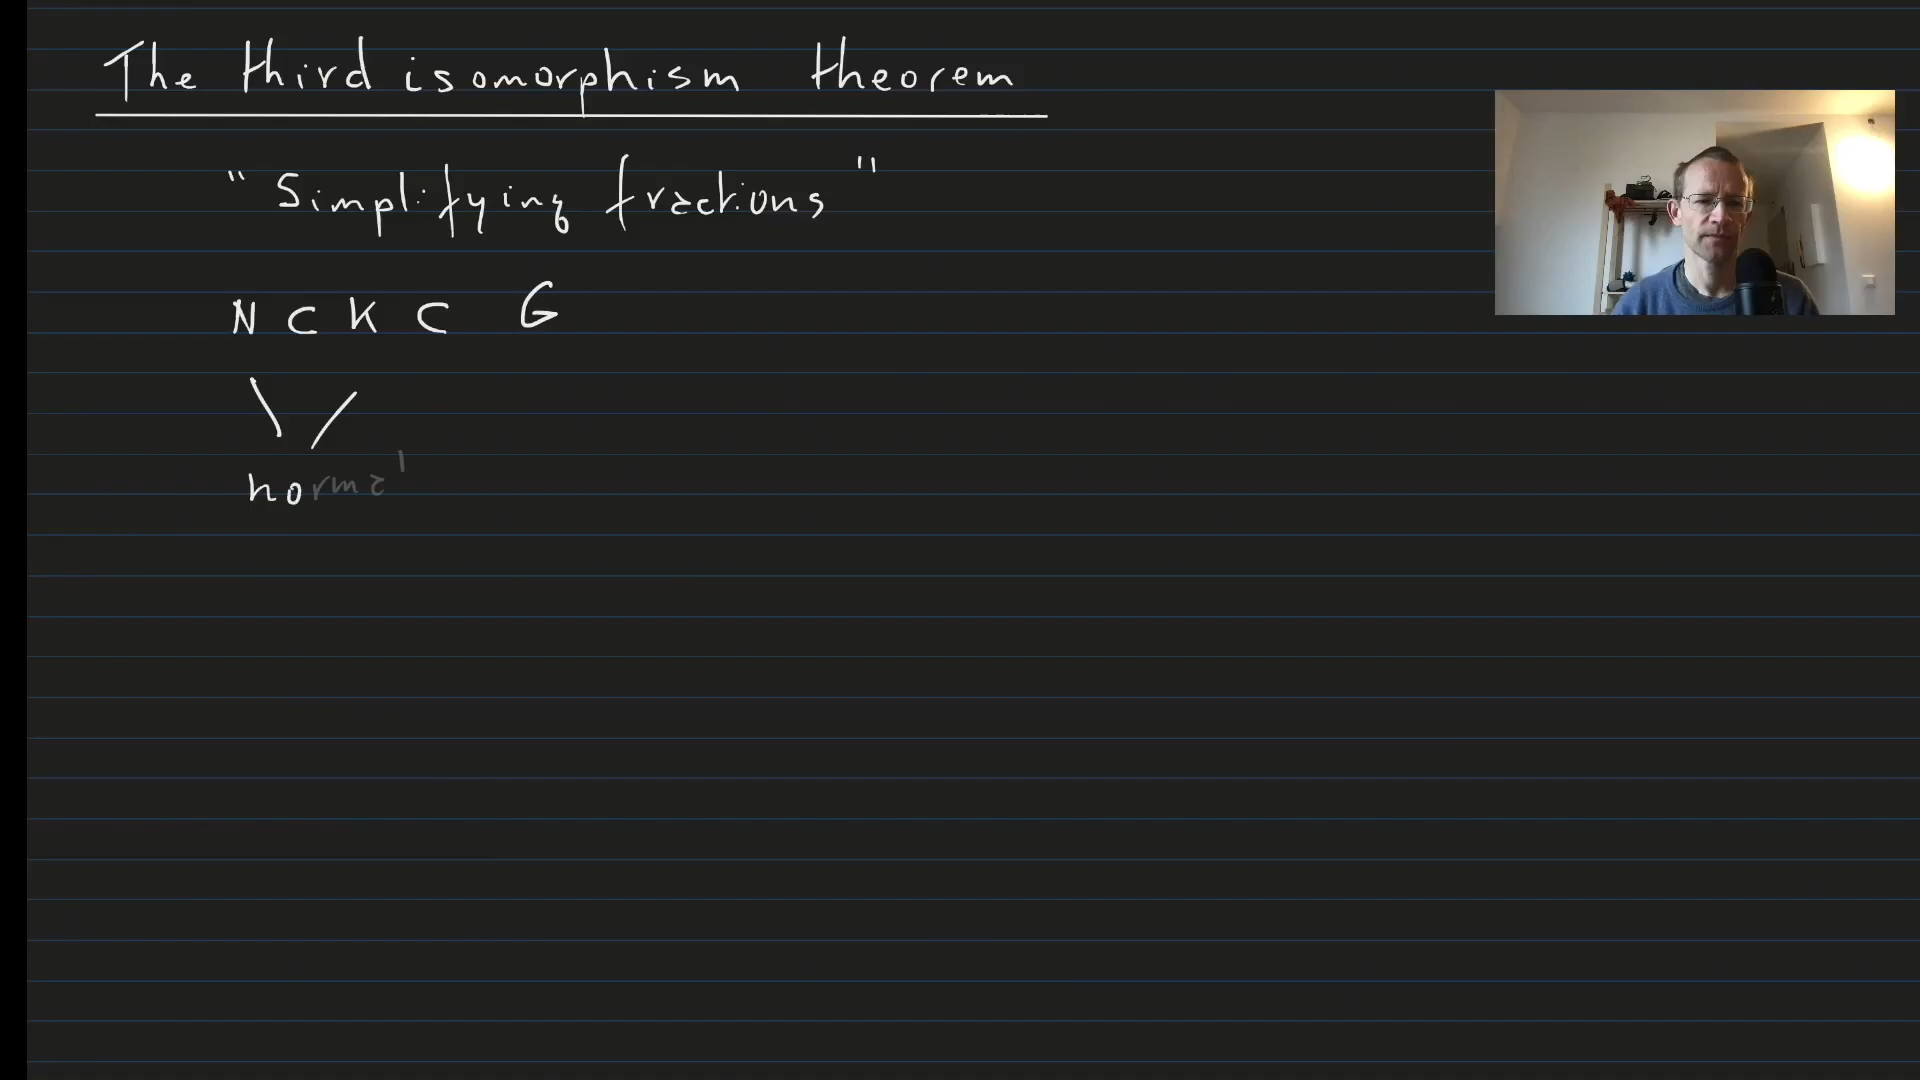 The third isomorphism theorem
"Simplifying fractions"
N ⊂ K ⊂ G
normal